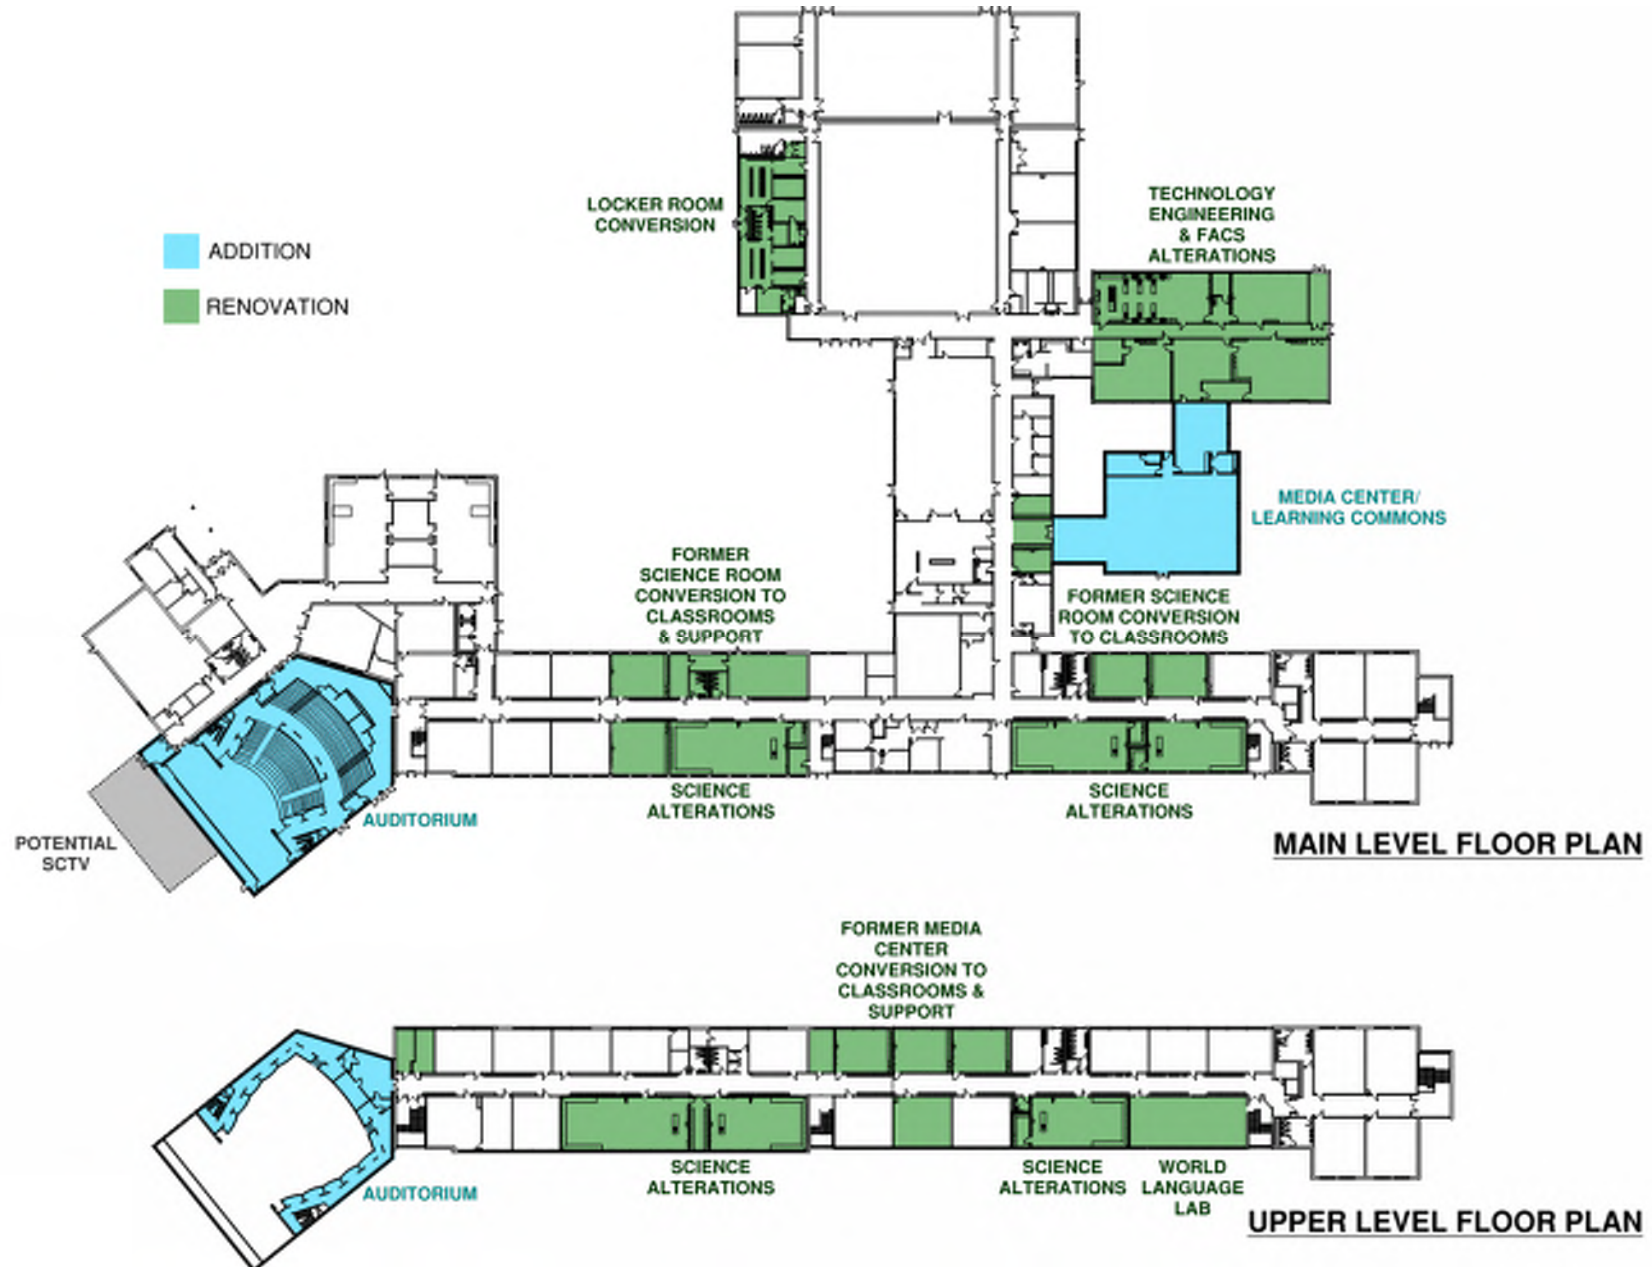 LOCKER ROOM
CONVERSION
TECHNOLOGY
ENGINEERING
& FACS
ALTERATIONS
ADDITION
RENOVATION
MEDIA CENTER/
LEARNING COMMONS
FORMER
SCIENCE ROOM
CONVERSION TO
CLASSROOMS
& SUPPORT
FORMER SCIENCE
ROOM CONVERSION
TO CLASSROOMS
SCIENCE
ALTERATIONS
SCIENCE
ALTERATIONS
AUDITORIUM
POTENTIAL
SCTV
MAIN LEVEL FLOOR PLAN
FORMER MEDIA
CENTER
CONVERSION TO
CLASSROOMS &
SUPPORT
AUDITORIUM
SCIENCE
ALTERATIONS
SCIENCE
ALTERATIONS
WORLD
LANGUAGE
LAB
UPPER LEVEL FLOOR PLAN